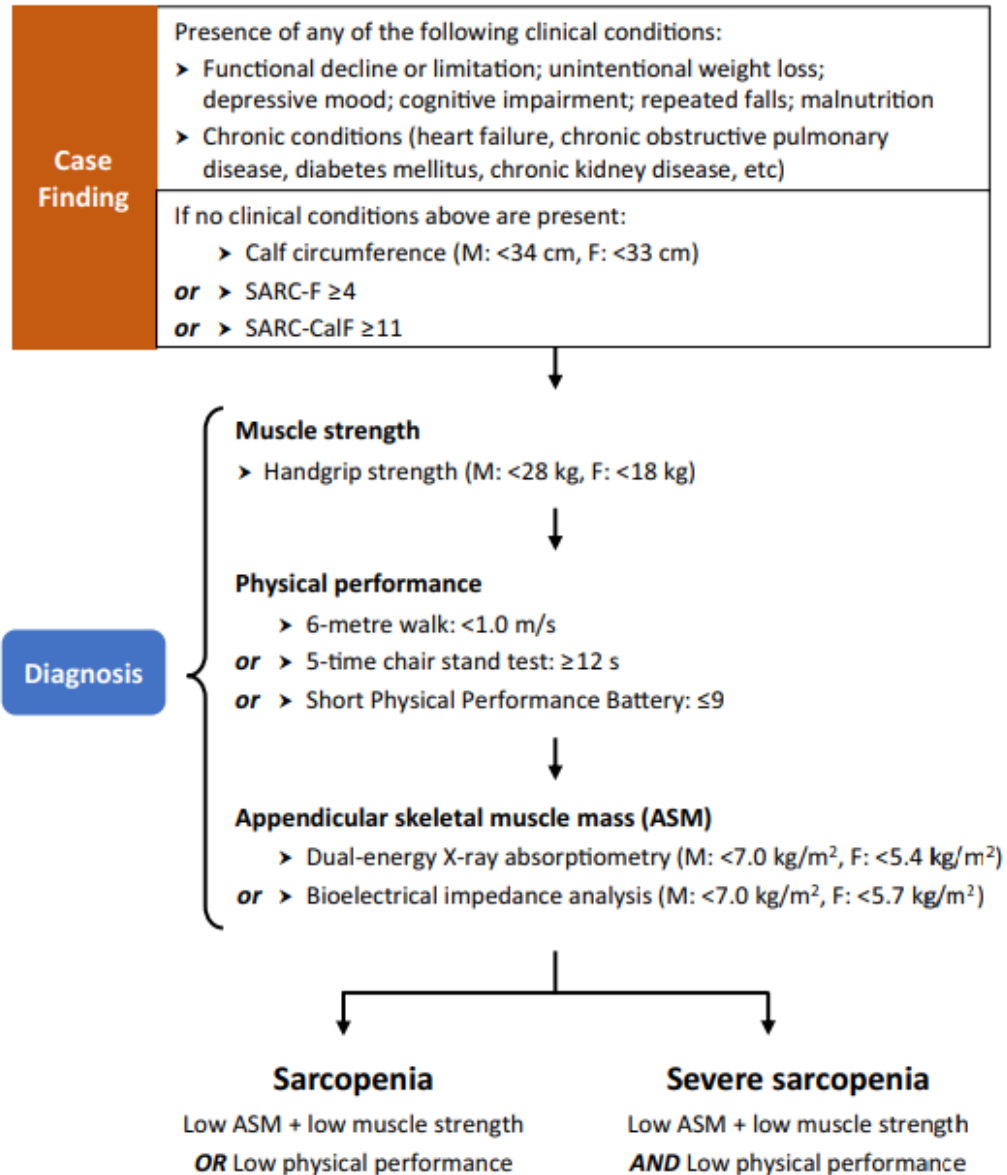 Case
Finding
Presence of any of the following clinical conditions:
➤ Functional decline or limitation; unintentional weight loss;
depressive mood; cognitive impairment; repeated falls; malnutrition
➤ Chronic conditions (heart failure, chronic obstructive pulmonary
disease, diabetes mellitus, chronic kidney disease, etc)
If no clinical conditions above are present:
➤ Calf circumference (M: <34 cm, F: <33 cm)
or ➤ SARC-F ≥4
or ➤ SARC-CalF ≥11
Diagnosis
Muscle strength
➤ Handgrip strength (M: <28 kg, F: <18 kg)
Physical performance
➤ 6-metre walk: <1.0 m/s
or ➤ 5-time chair stand test: ≥12 s
or ➤ Short Physical Performance Battery: ≤9
Appendicular skeletal muscle mass (ASM)
➤ Dual-energy X-ray absorptiometry (M: <7.0 kg/m², F: <5.4 kg/m²)
or ➤ Bioelectrical impedance analysis (M: <7.0 kg/m², F: <5.7 kg/m²)
Sarcopenia
Low ASM + low muscle strength
OR Low physical performance
Severe sarcopenia
Low ASM + low muscle strength
AND Low physical performance